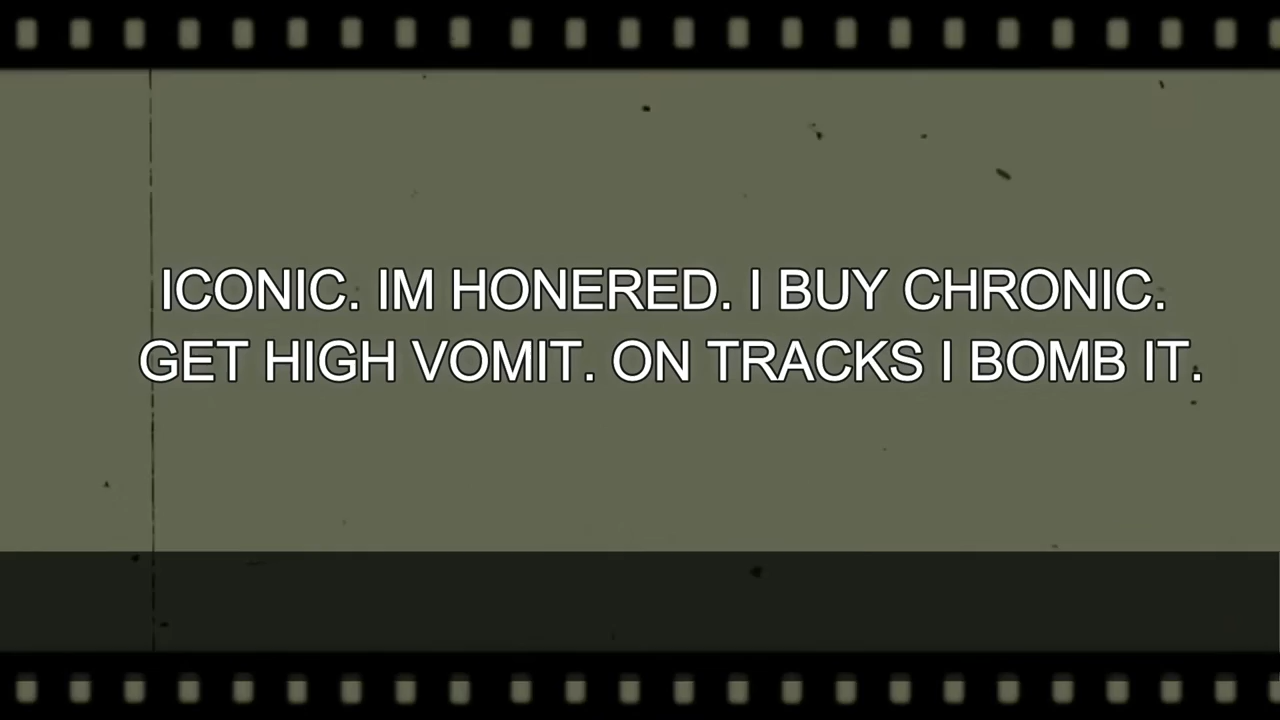 ICONIC. IM HONERED. I BUY CHRONIC.
GET HIGH VOMIT. ON TRACKS I BOMB IT.